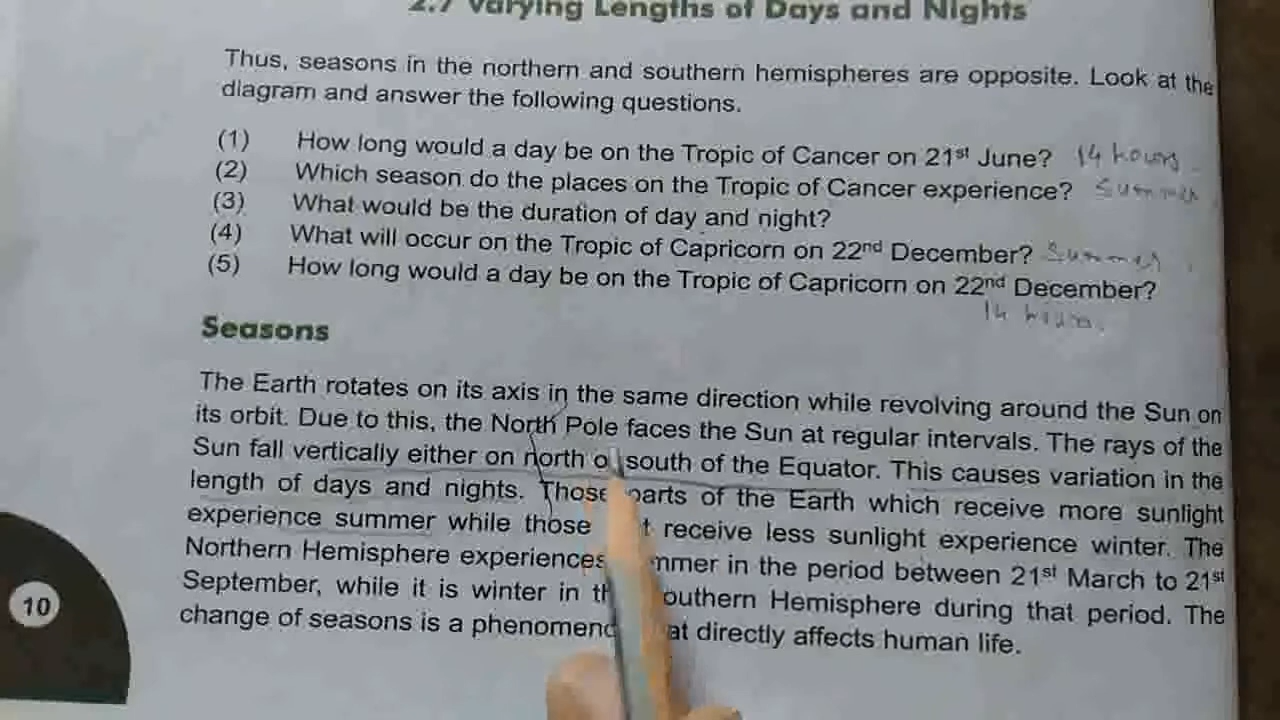 2.7 Varying Lengths of Days and Nights
Thus, seasons in the northern and southern hemispheres are opposite. Look at the
diagram and answer the following questions.
(1) How long would a day be on the Tropic of Cancer on 21st June? 14 hours
(2) Which season do the places on the Tropic of Cancer experience? Summer
(3) What would be the duration of day and night?
(4) What will occur on the Tropic of Capricorn on 22nd December? Summer
(5) How long would a day be on the Tropic of Capricorn on 22nd December?
14 hours.
Seasons
The Earth rotates on its axis in the same direction while revolving around the Sun on
its orbit. Due to this, the North Pole faces the Sun at regular intervals. The rays of the
Sun fall vertically either on north o south of the Equator. This causes variation in the
length of days and nights. Those parts of the Earth which receive more sunlight
experience summer while those t receive less sunlight experience winter. The
Northern Hemisphere experiences mmer in the period between 21st March to 21st
September, while it is winter in th outhern Hemisphere during that period. The
change of seasons is a phenomeno at directly affects human life.
10